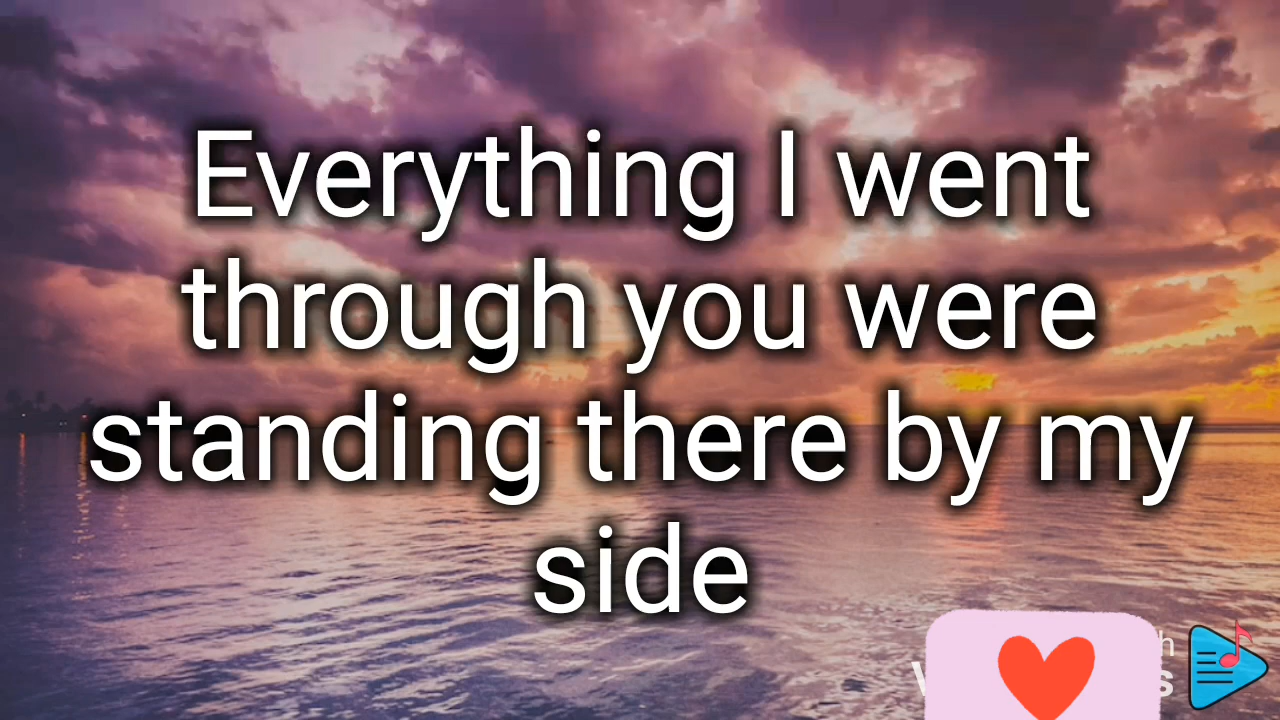 Everything I went
through you were
standing there by my
side